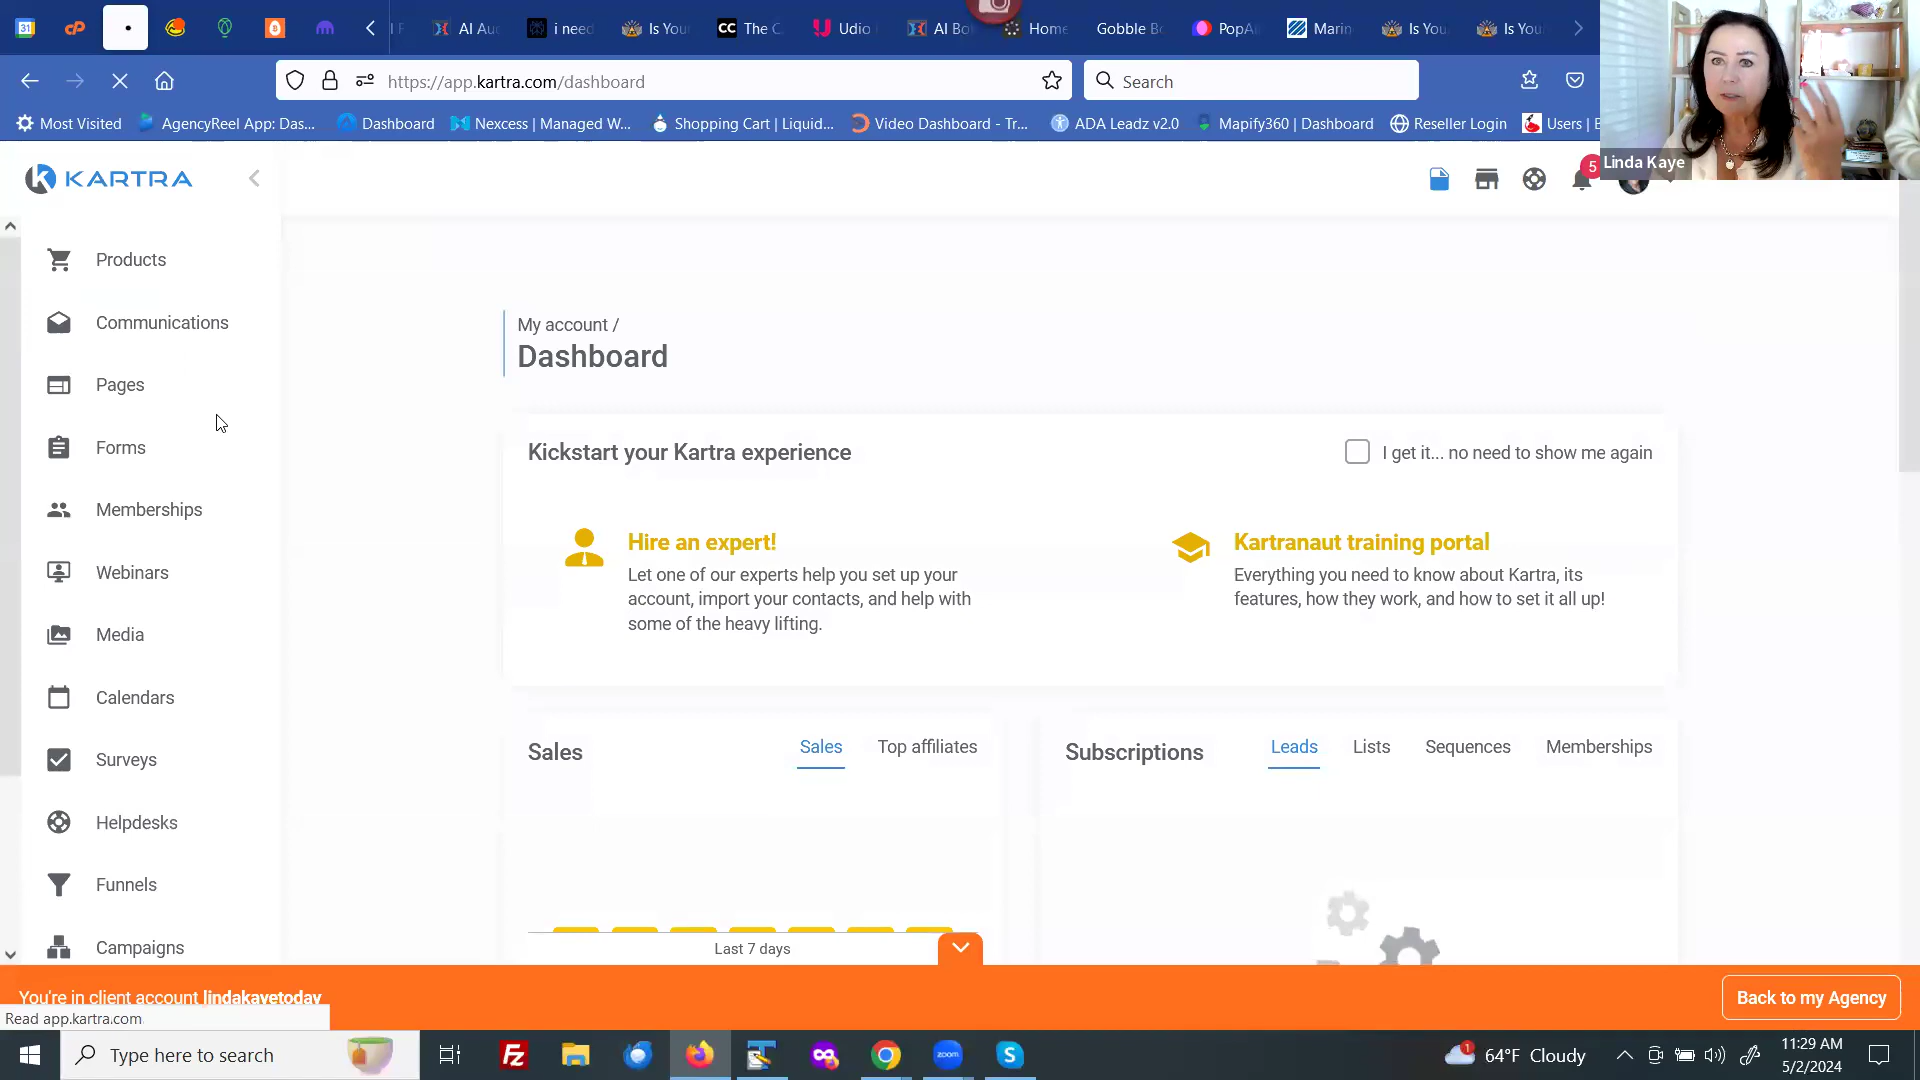 31
AI Au
i need
Is You
CC The C
Udio
AI Bo
Home
Gobble B
PopA
Marin
Is You
Is You
https://app.kartra.com/dashboard
Search
Most Visited
AgencyReel App: Das...
Dashboard
Nexcess | Managed W...
Shopping Cart | Liquid...
Video Dashboard - Tr...
ADA Leadz v2.0
Mapify360 | Dashboard
Reseller Login
Users |
Linda Kaye
KARTRA
5
Products
Communications
Pages
Forms
Memberships
Webinars
Media
Calendars
Surveys
Helpdesks
Funnels
Campaigns
My account /
Dashboard
Kickstart your Kartra experience
I get it... no need to show me again
Hire an expert!
Let one of our experts help you set up your
account, import your contacts, and help with
some of the heavy lifting.
Kartranaut training portal
Everything you need to know about Kartra, its
features, how they work, and how to set it all up!
Sales
Sales
Top affiliates
Subscriptions
Leads
Lists
Sequences
Memberships
Last 7 days
You're in client account lindakayetoday
Back to my Agency
Read app.kartra.com
Type here to search
Fz
zoom
S
1
64°F Cloudy
11:29 AM
5/2/2024